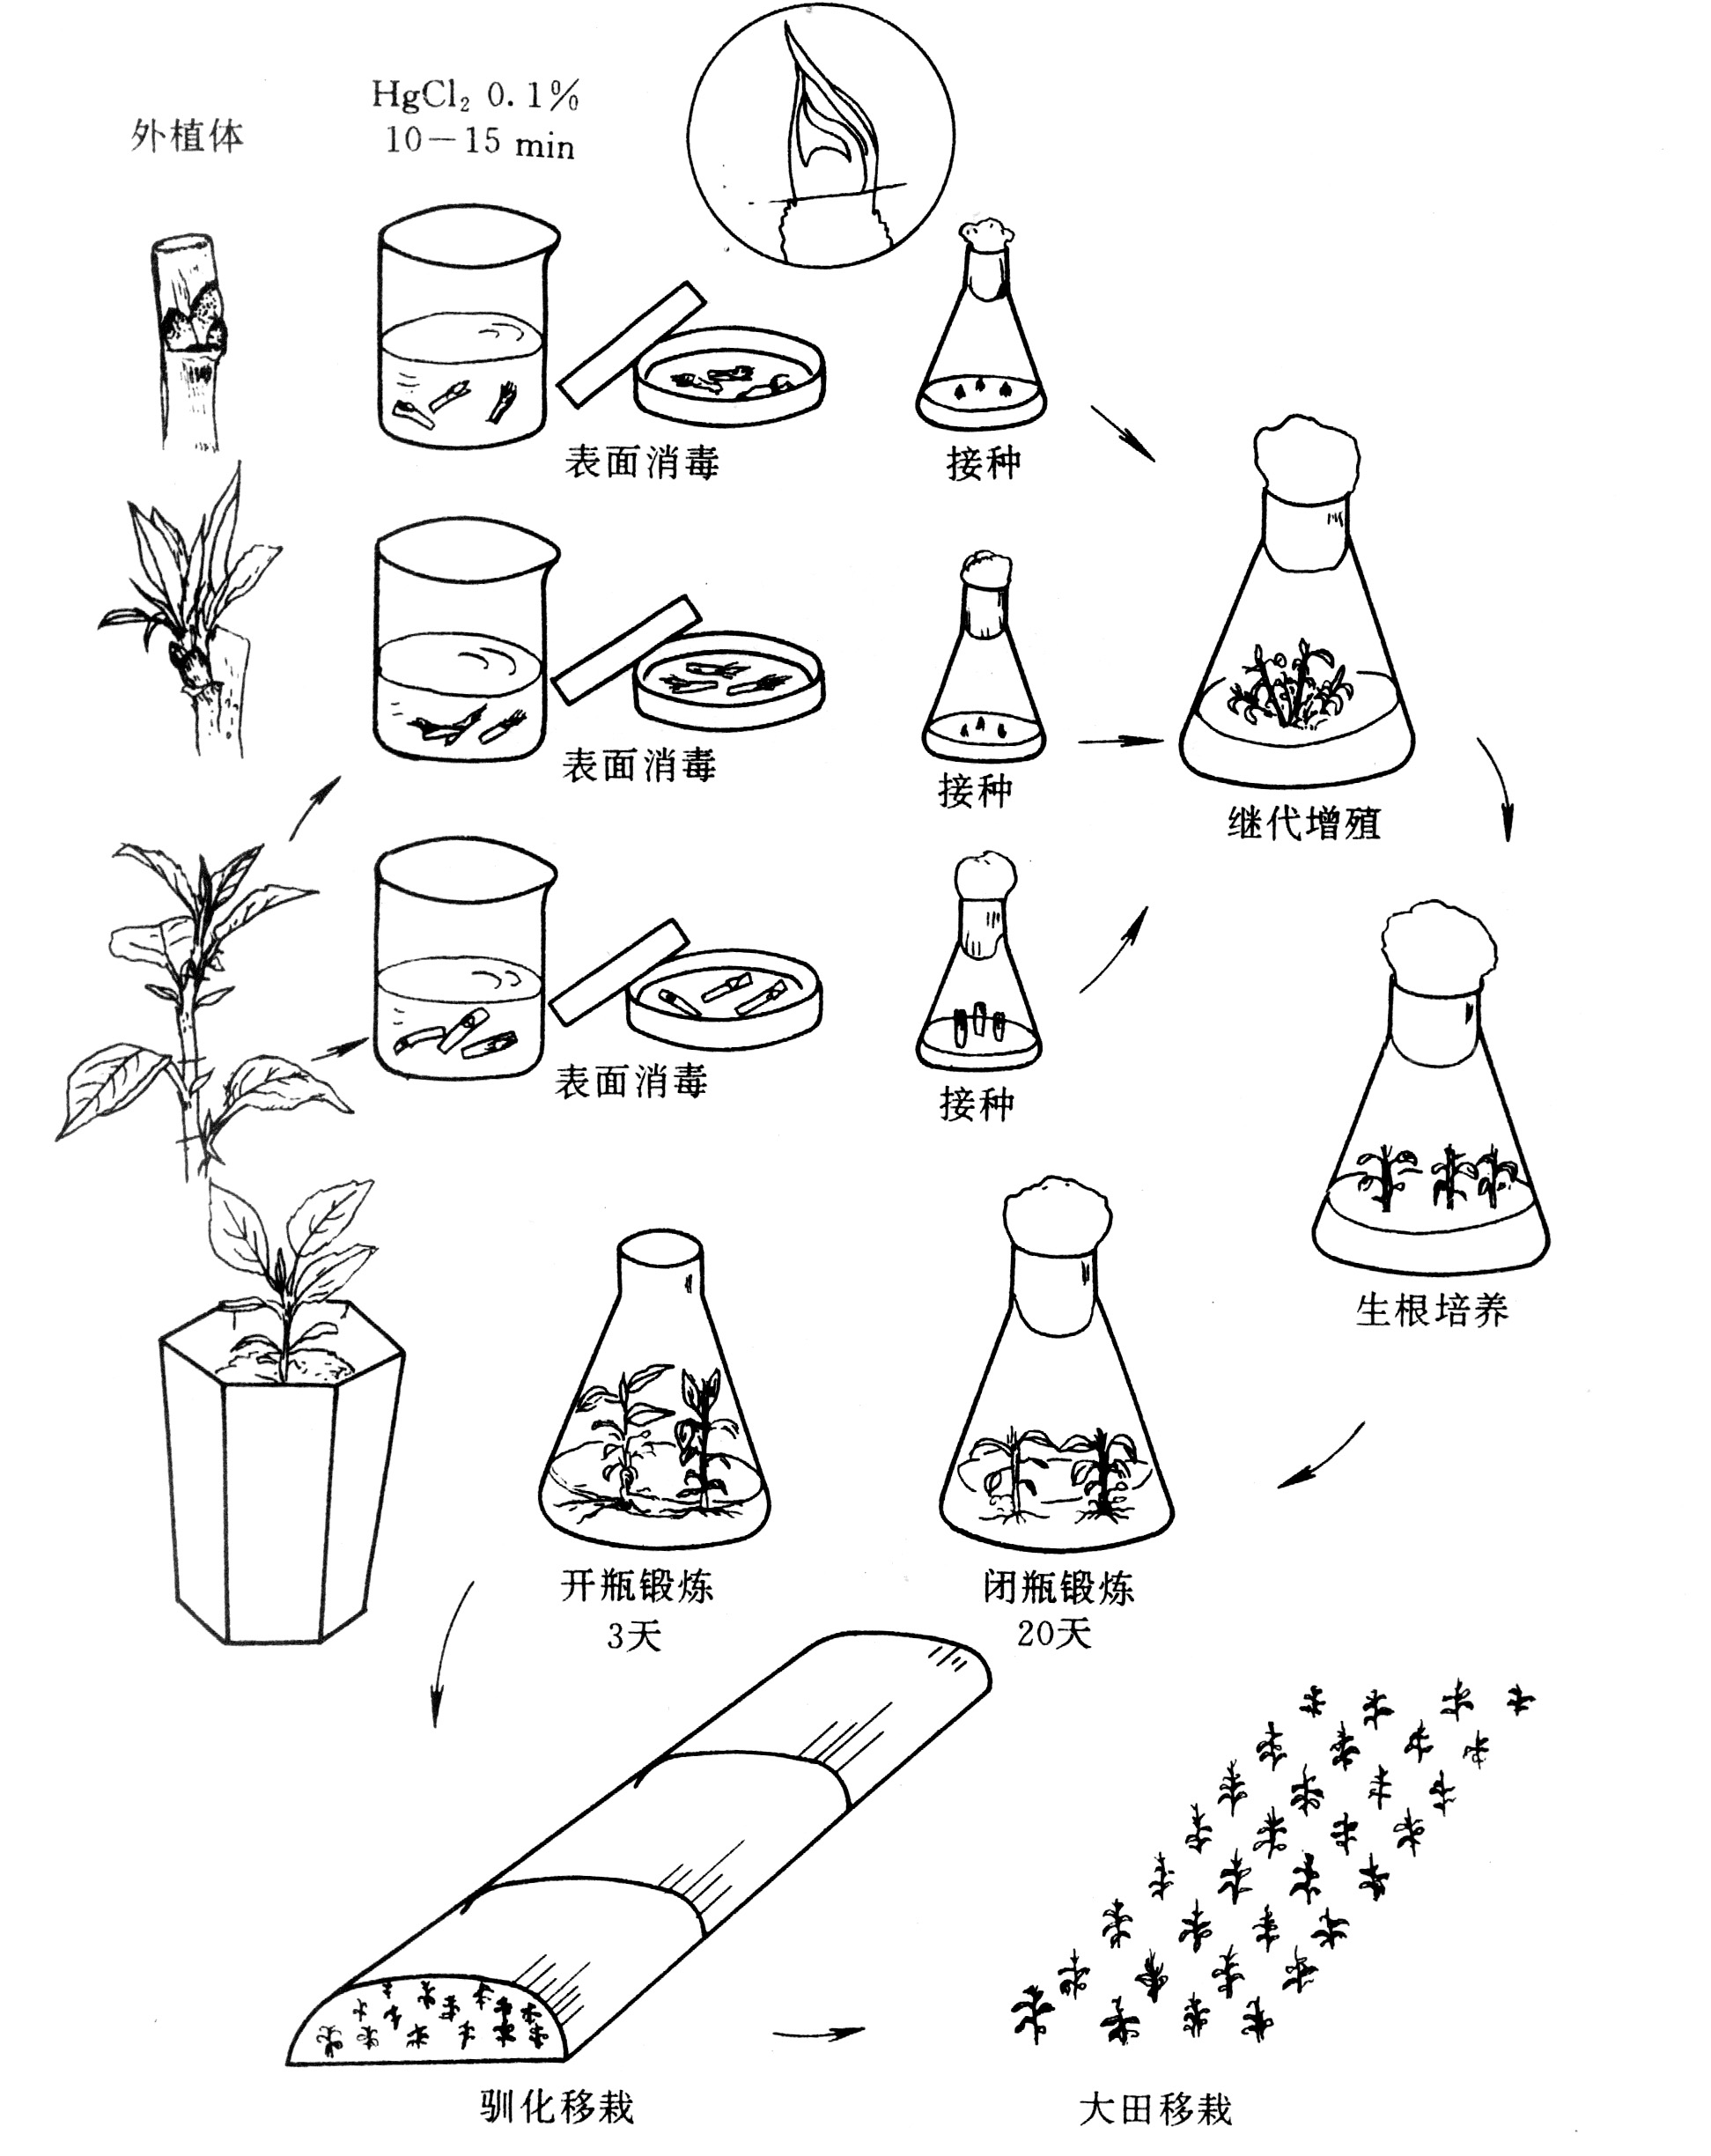 外植体
HgCl₂ 0.1%
10－15 min
表面消毒
接种
表面消毒
接种
继代增殖
表面消毒
接种
生根培养
开瓶锻炼
3天
闭瓶锻炼
20天
驯化移栽
大田移栽